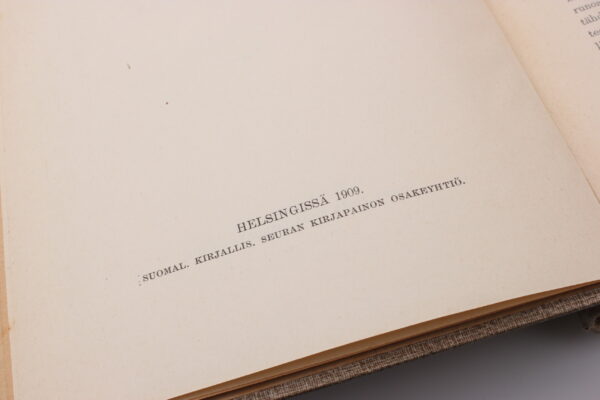 HELSINGISSÄ 1909.
SUOMAL. KIRJALLIS. SEURAN KIRJAPAINON OSAKEYHTIÖ.